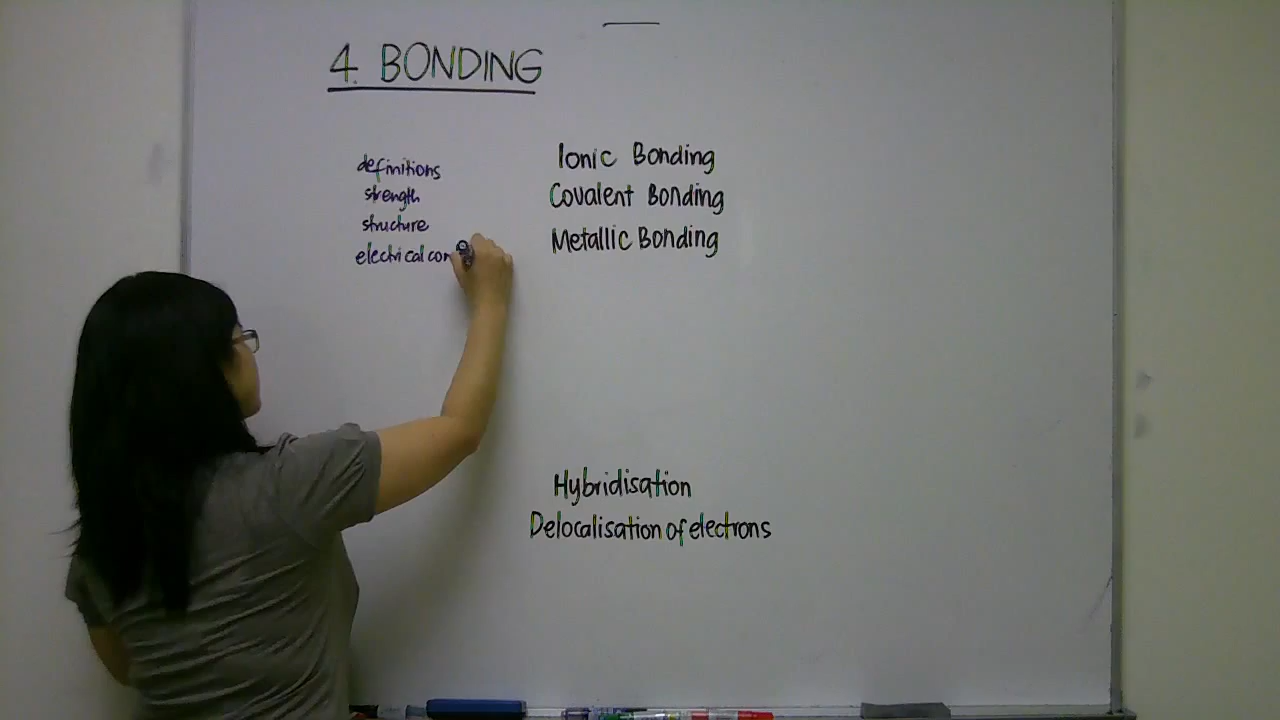 4. BONDING
definitions
strength
structure
electrical con
Ionic Bonding
Covalent Bonding
Metallic Bonding
Hybridisation
Delocalisation of electrons